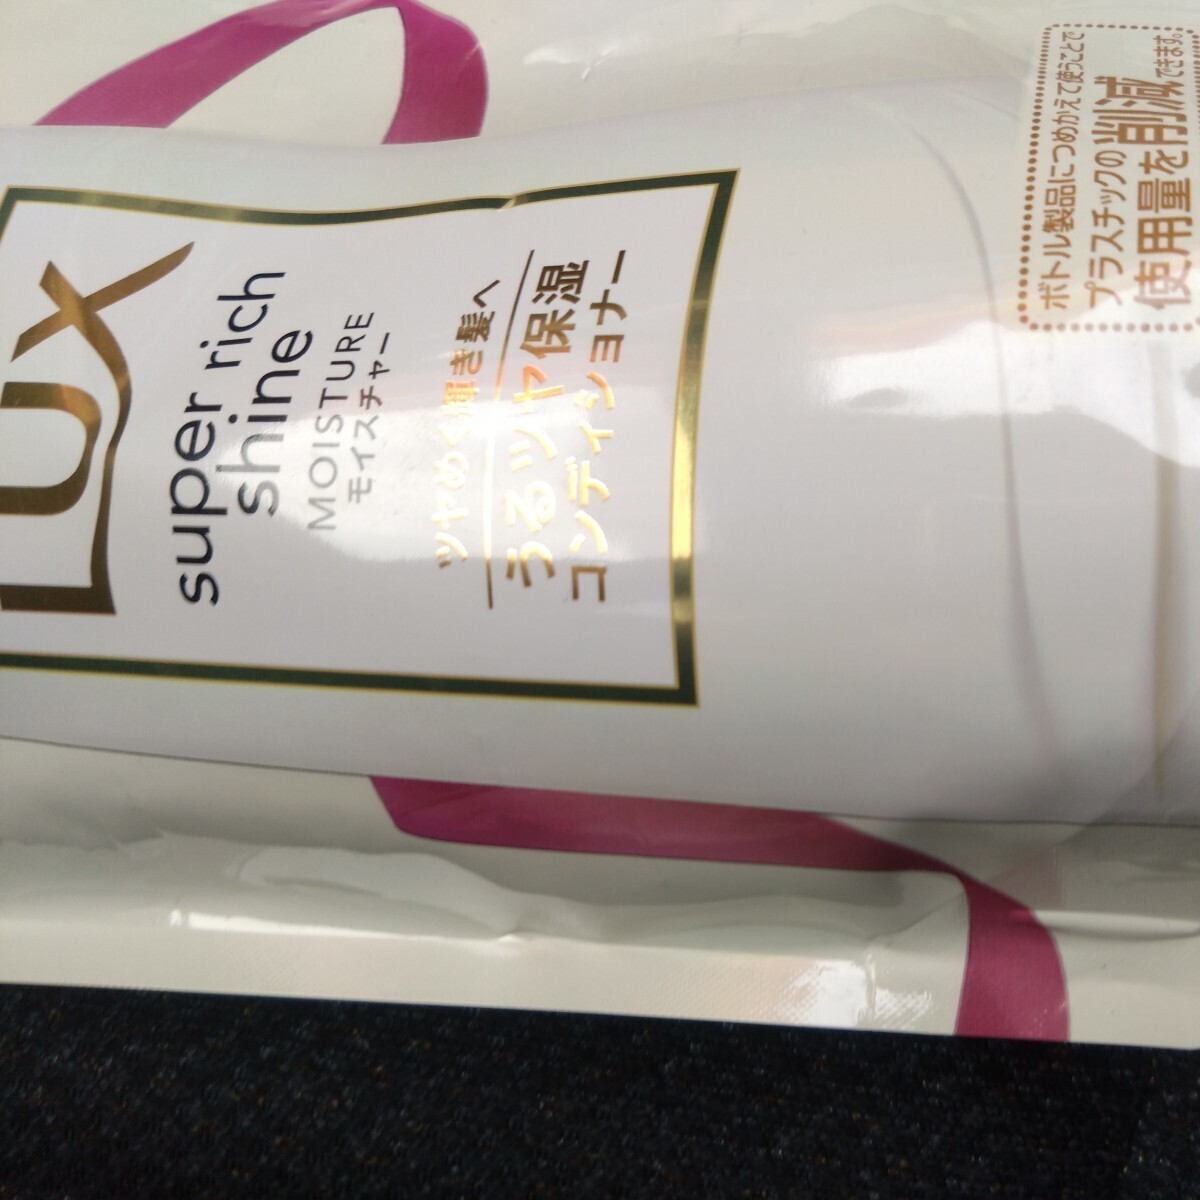 LUX
super rich
shine
MOISTURE
モイスチャー
ツヤめく輝き髪へ
うるツヤ保湿
コンディショナー
ボトル製品につめかえて使うことで
プラスチックの削減できます。
使用量を